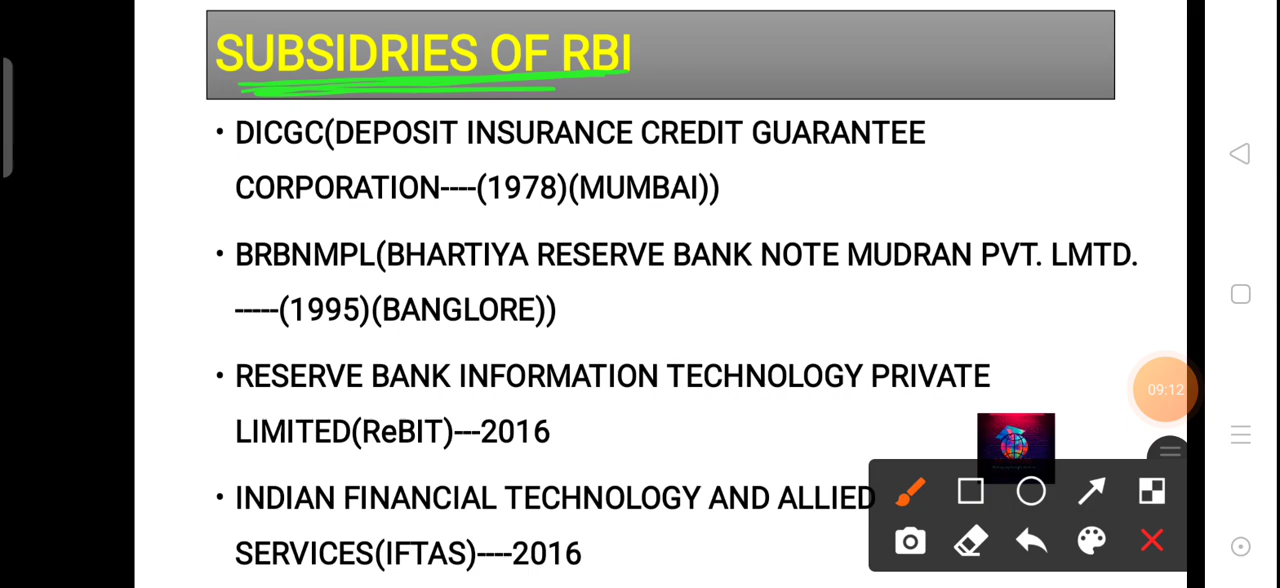 SUBSIDRIES OF RBI
• DICGC(DEPOSIT INSURANCE CREDIT GUARANTEE
CORPORATION----(1978)(MUMBAI))
• BRBNMPL(BHARTIYA RESERVE BANK NOTE MUDRAN PVT. LMTD.
-----(1995)(BANGLORE))
• RESERVE BANK INFORMATION TECHNOLOGY PRIVATE
LIMITED(ReBIT)---2016
09:12
• INDIAN FINANCIAL TECHNOLOGY AND ALLIED
SERVICES(IFTAS)----2016